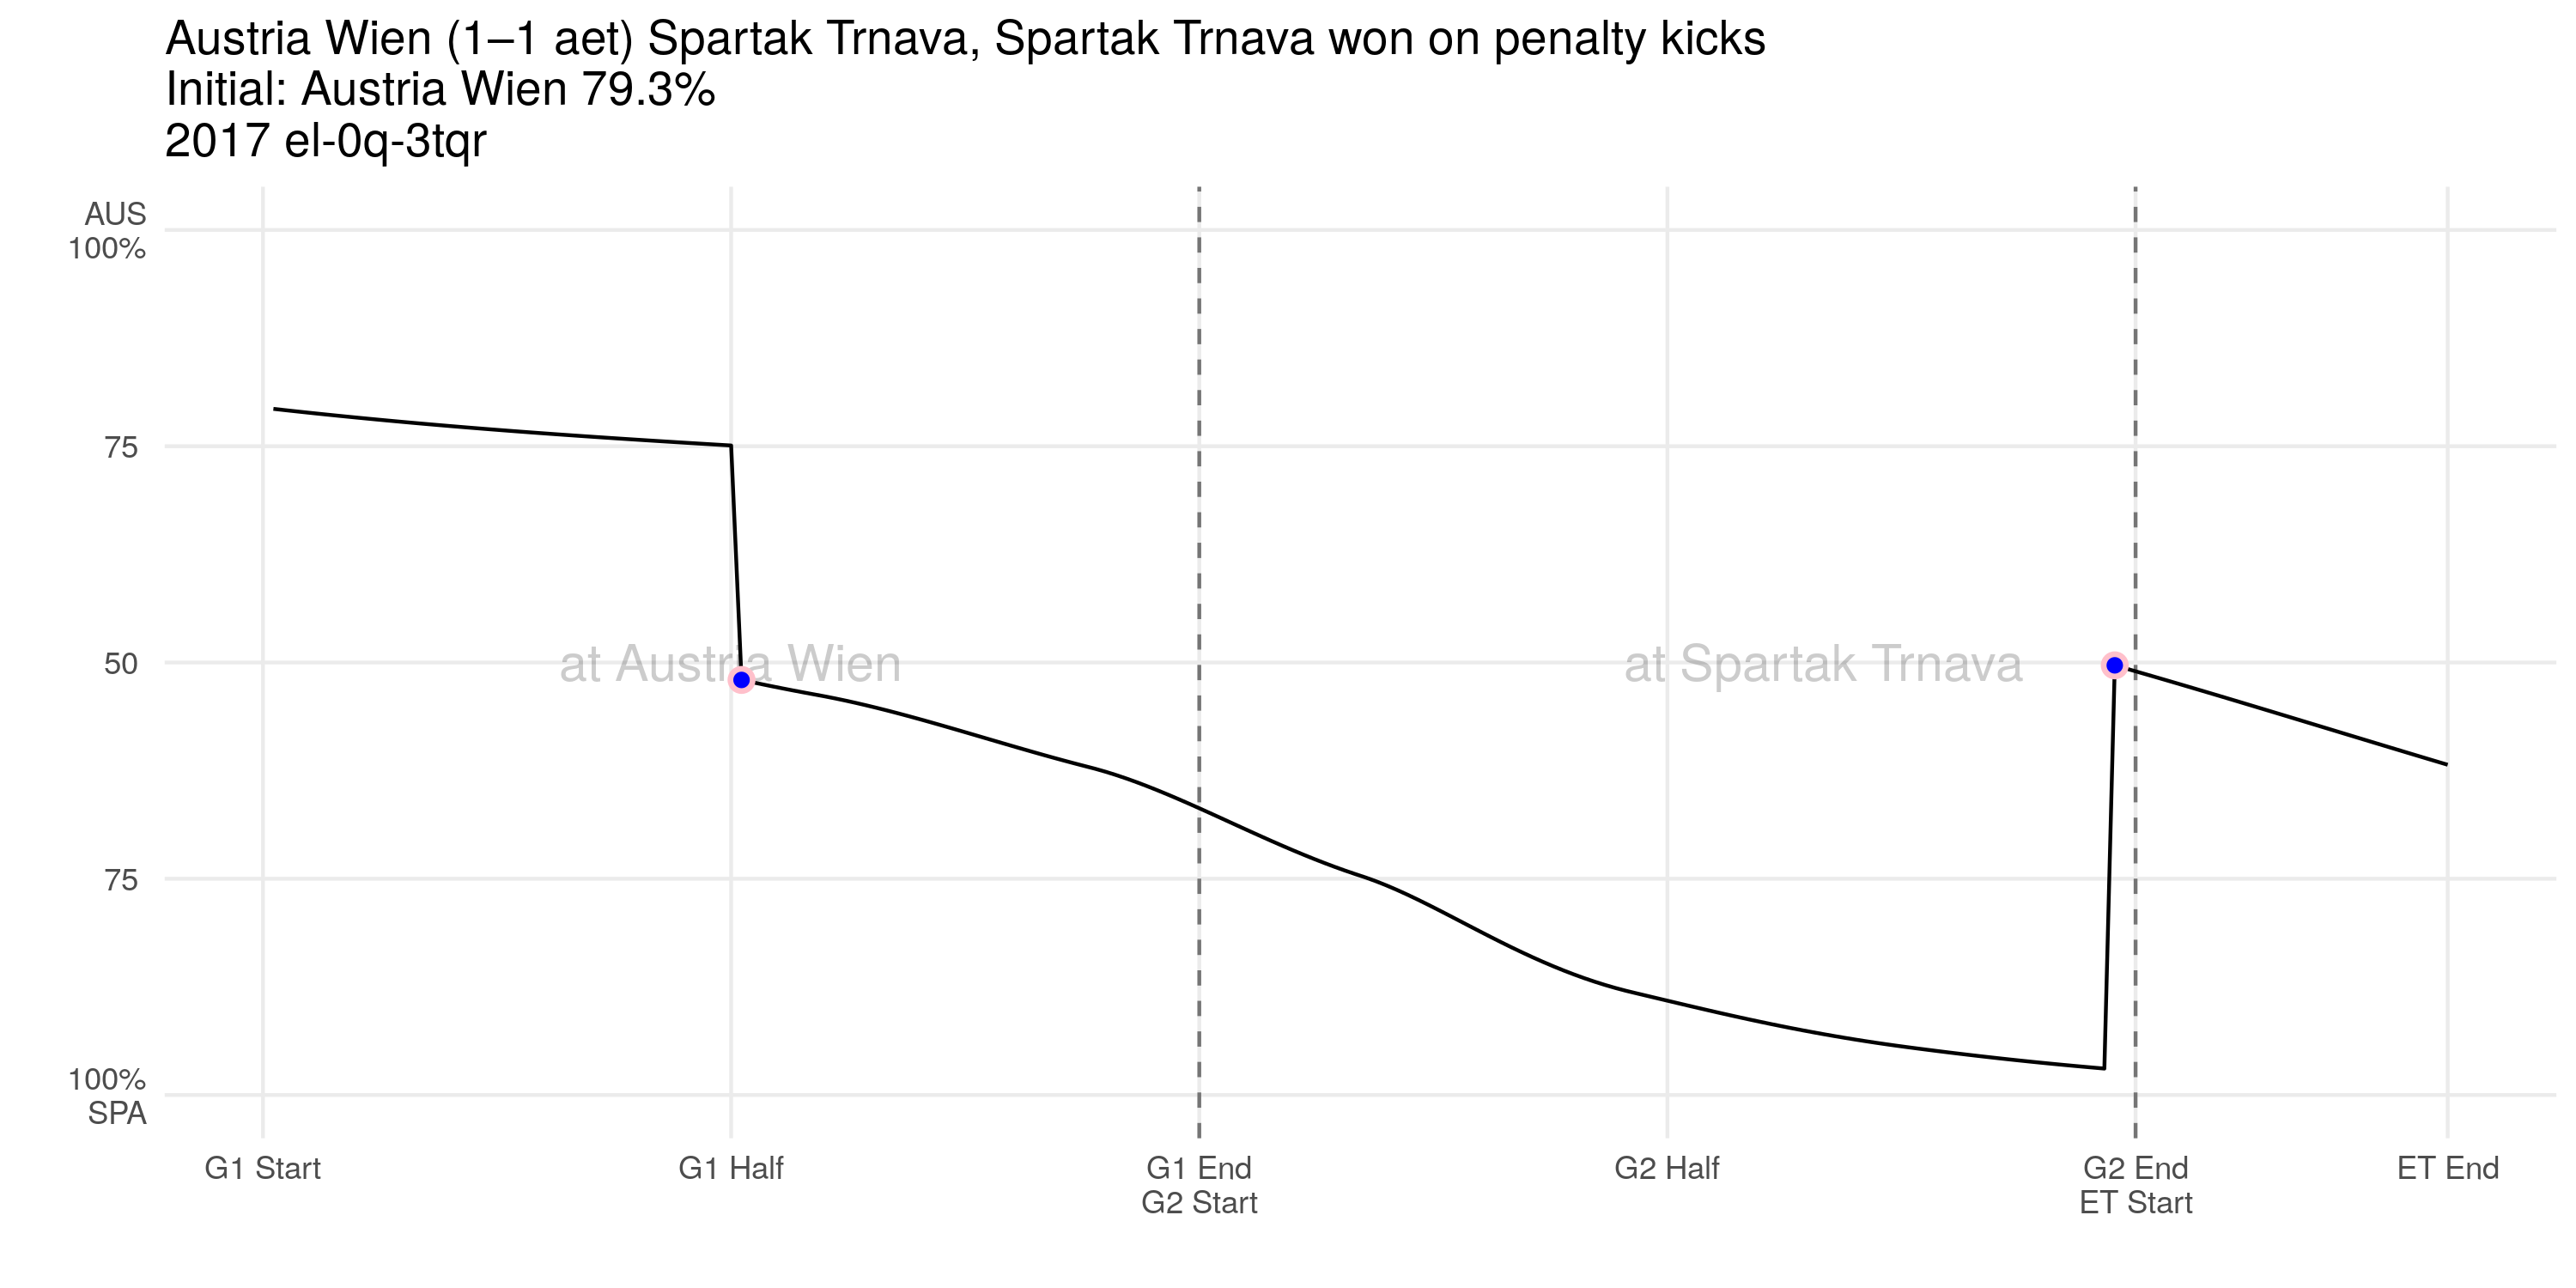 Austria Wien (1–1 aet) Spartak Trnava, Spartak Trnava won on penalty kicks
Initial: Austria Wien 79.3%
2017 el-0q-3tqr
AUS
100%
75
50
75
100%
SPA
at Austria Wien
at Spartak Trnava
G1 Start
G1 Half
G1 End
G2 Start
G2 Half
G2 End
ET Start
ET End